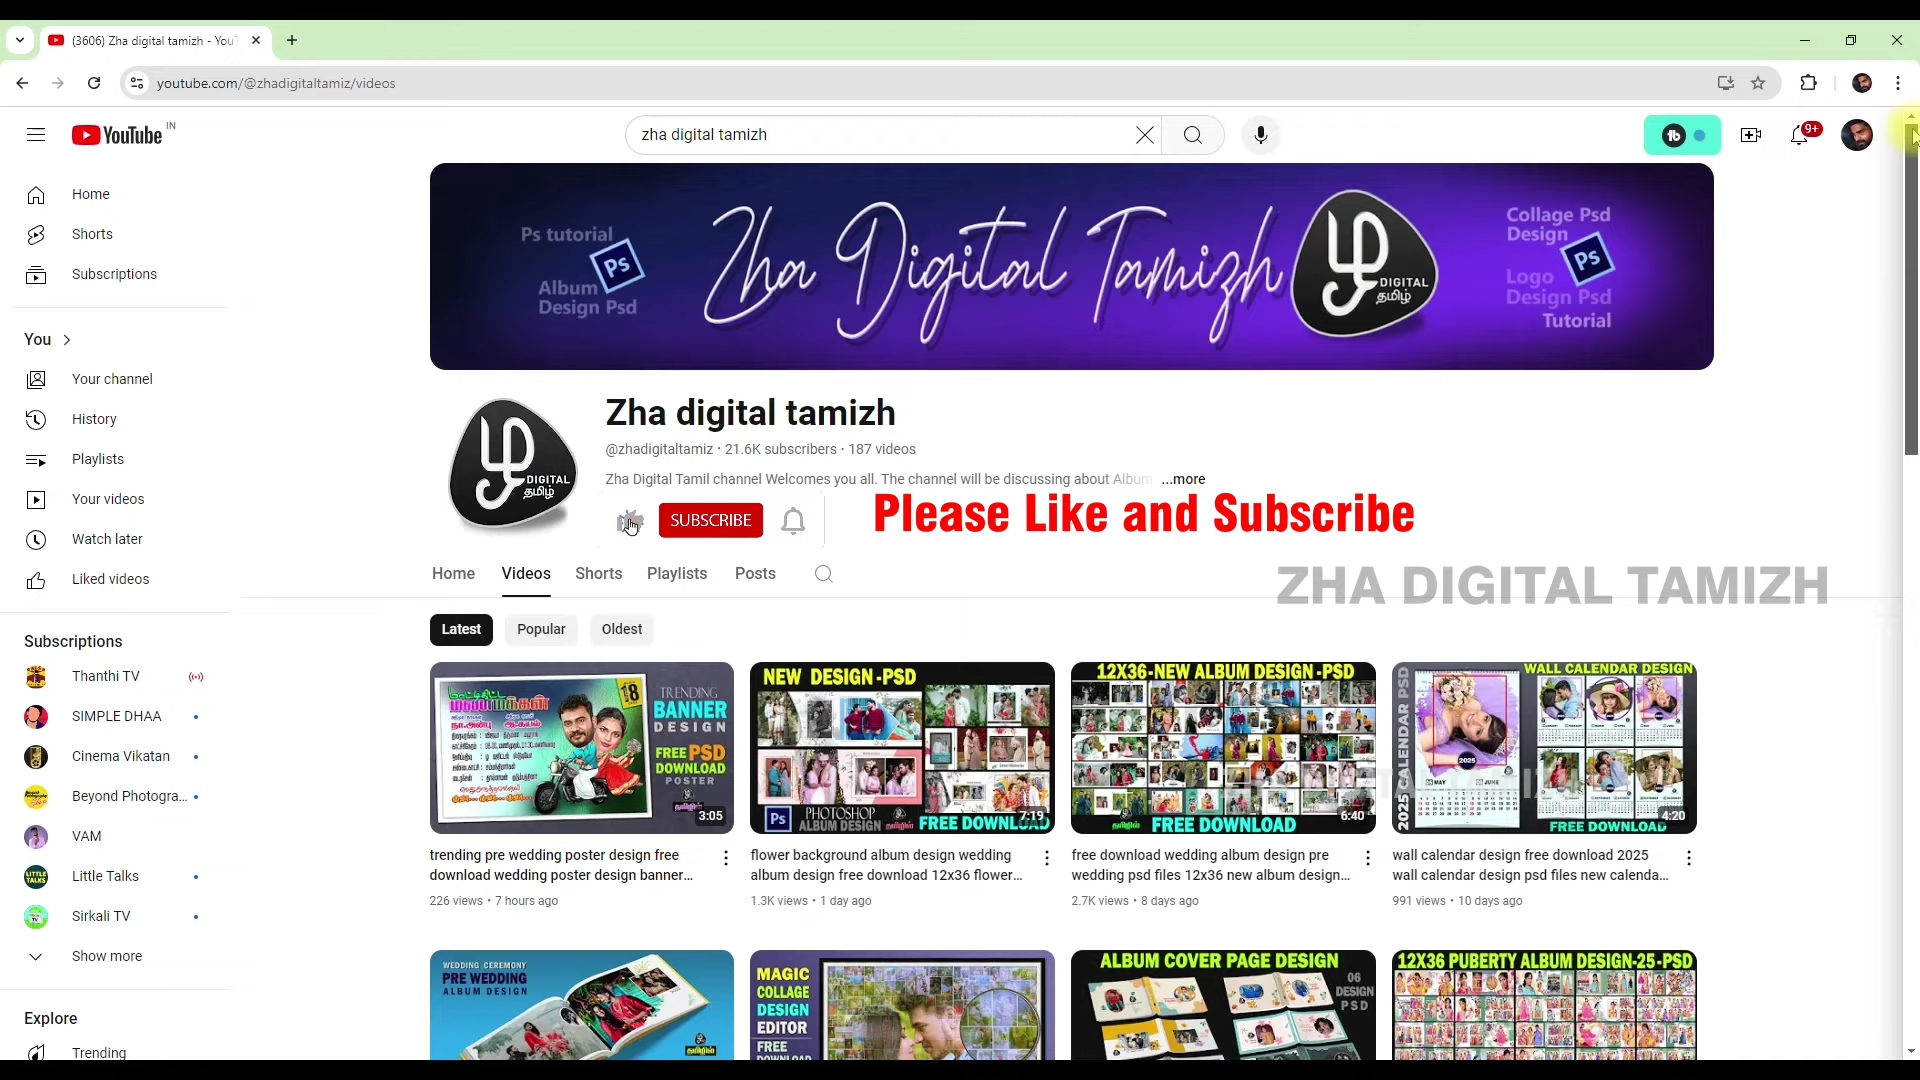 (3606) Zha digital tamizh - YouT
youtube.com/@zhadigitaltamiz/videos
YouTube IN
zha digital tamizh
9+
Home
Shorts
Subscriptions
You
Your channel
History
Playlists
Your videos
Watch later
Liked videos
Subscriptions
Thanthi TV
SIMPLE DHAA
Cinema Vikatan
Beyond Photogra...
VAM
Little Talks
Sirkali TV
Show more
Explore
Trending
Ps tutorial
Ps
Album
Design Psd
Zha Digital Tamizh
DIGITAL
தமிழ்
Collage Psd
Design
Ps
Logo
Design Psd
Tutorial
DIGITAL
தமிழ்
Zha digital tamizh
@zhadigitaltamiz • 21.6K subscribers • 187 videos
Zha Digital Tamil channel Welcomes you all. The channel will be discussing about Album ...more
SUBSCRIBE
Please Like and Subscribe
Home Videos Shorts Playlists Posts
ZHA DIGITAL TAMIZH
Latest Popular Oldest
18
TRENDING
BANNER
DESIGN
FREE PSD
DOWNLOAD
POSTER
3:05
NEW DESIGN-PSD
Ps PHOTOSHOP
ALBUM DESIGN
FREE DOWNLOAD
7:19
12X36-NEW ALBUM DESIGN-PSD
FREE DOWNLOAD
6:40
WALL CALENDAR DESIGN
2025 CALENDAR PSD
2025
MAY JUNE
FREE DOWNLOAD
4:20
trending pre wedding poster design free
download wedding poster design banner...
226 views • 7 hours ago
flower background album design wedding
album design free download 12x36 flower...
1.3K views • 1 day ago
free download wedding album design pre
wedding psd files 12x36 new album design...
2.7K views • 8 days ago
wall calendar design free download 2025
wall calendar design psd files new calenda...
991 views • 10 days ago
WEDDING CEREMONY
PRE WEDDING
ALBUM DESIGN
MAGIC
COLLAGE
DESIGN
EDITOR
FREE
DOWNLOAD
ALBUM COVER PAGE DESIGN
06
DESIGN
PSD
12X36 PUBERTY ALBUM DESIGN-25-PSD